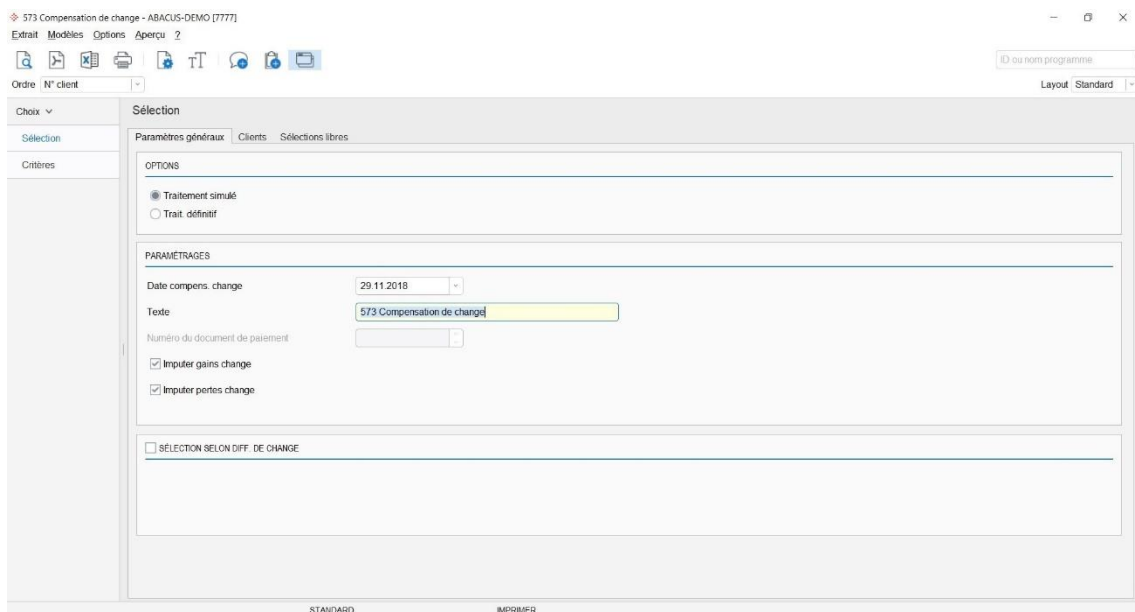 573 Compensation de change - ABACUS-DEMO [7777]
Extrait Modèles Options Aperçu ?
ID ou nom programme
Ordre N° client
Layout Standard
Choix
Sélection
Sélection
Critères
Paramètres généraux Clients Sélections libres
OPTIONS
Traitement simulé
Trait. définitif
PARAMÉTRAGES
Date compens. change 29.11.2018
Texte 573 Compensation de change
Numéro du document de paiement
Imputer gains change
Imputer pertes change
SÉLECTION SELON DIFF. DE CHANGE
STANDARD IMPRIMER